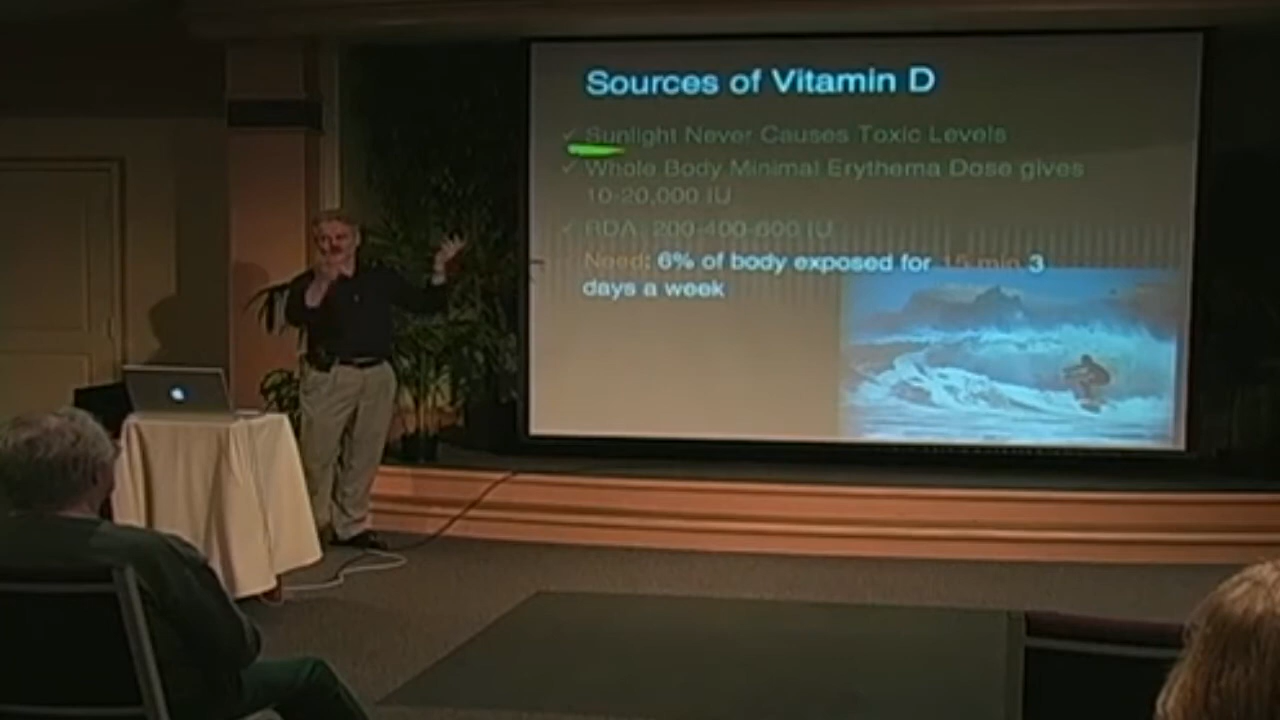 Sources of Vitamin D
✓ Sunlight Never Causes Toxic Levels
✓ Whole Body Minimal Erythema Dose gives
10-20,000 IU
✓ RDA 200-400-600 IU
Need: 6% of body exposed for 15 min 3
days a week